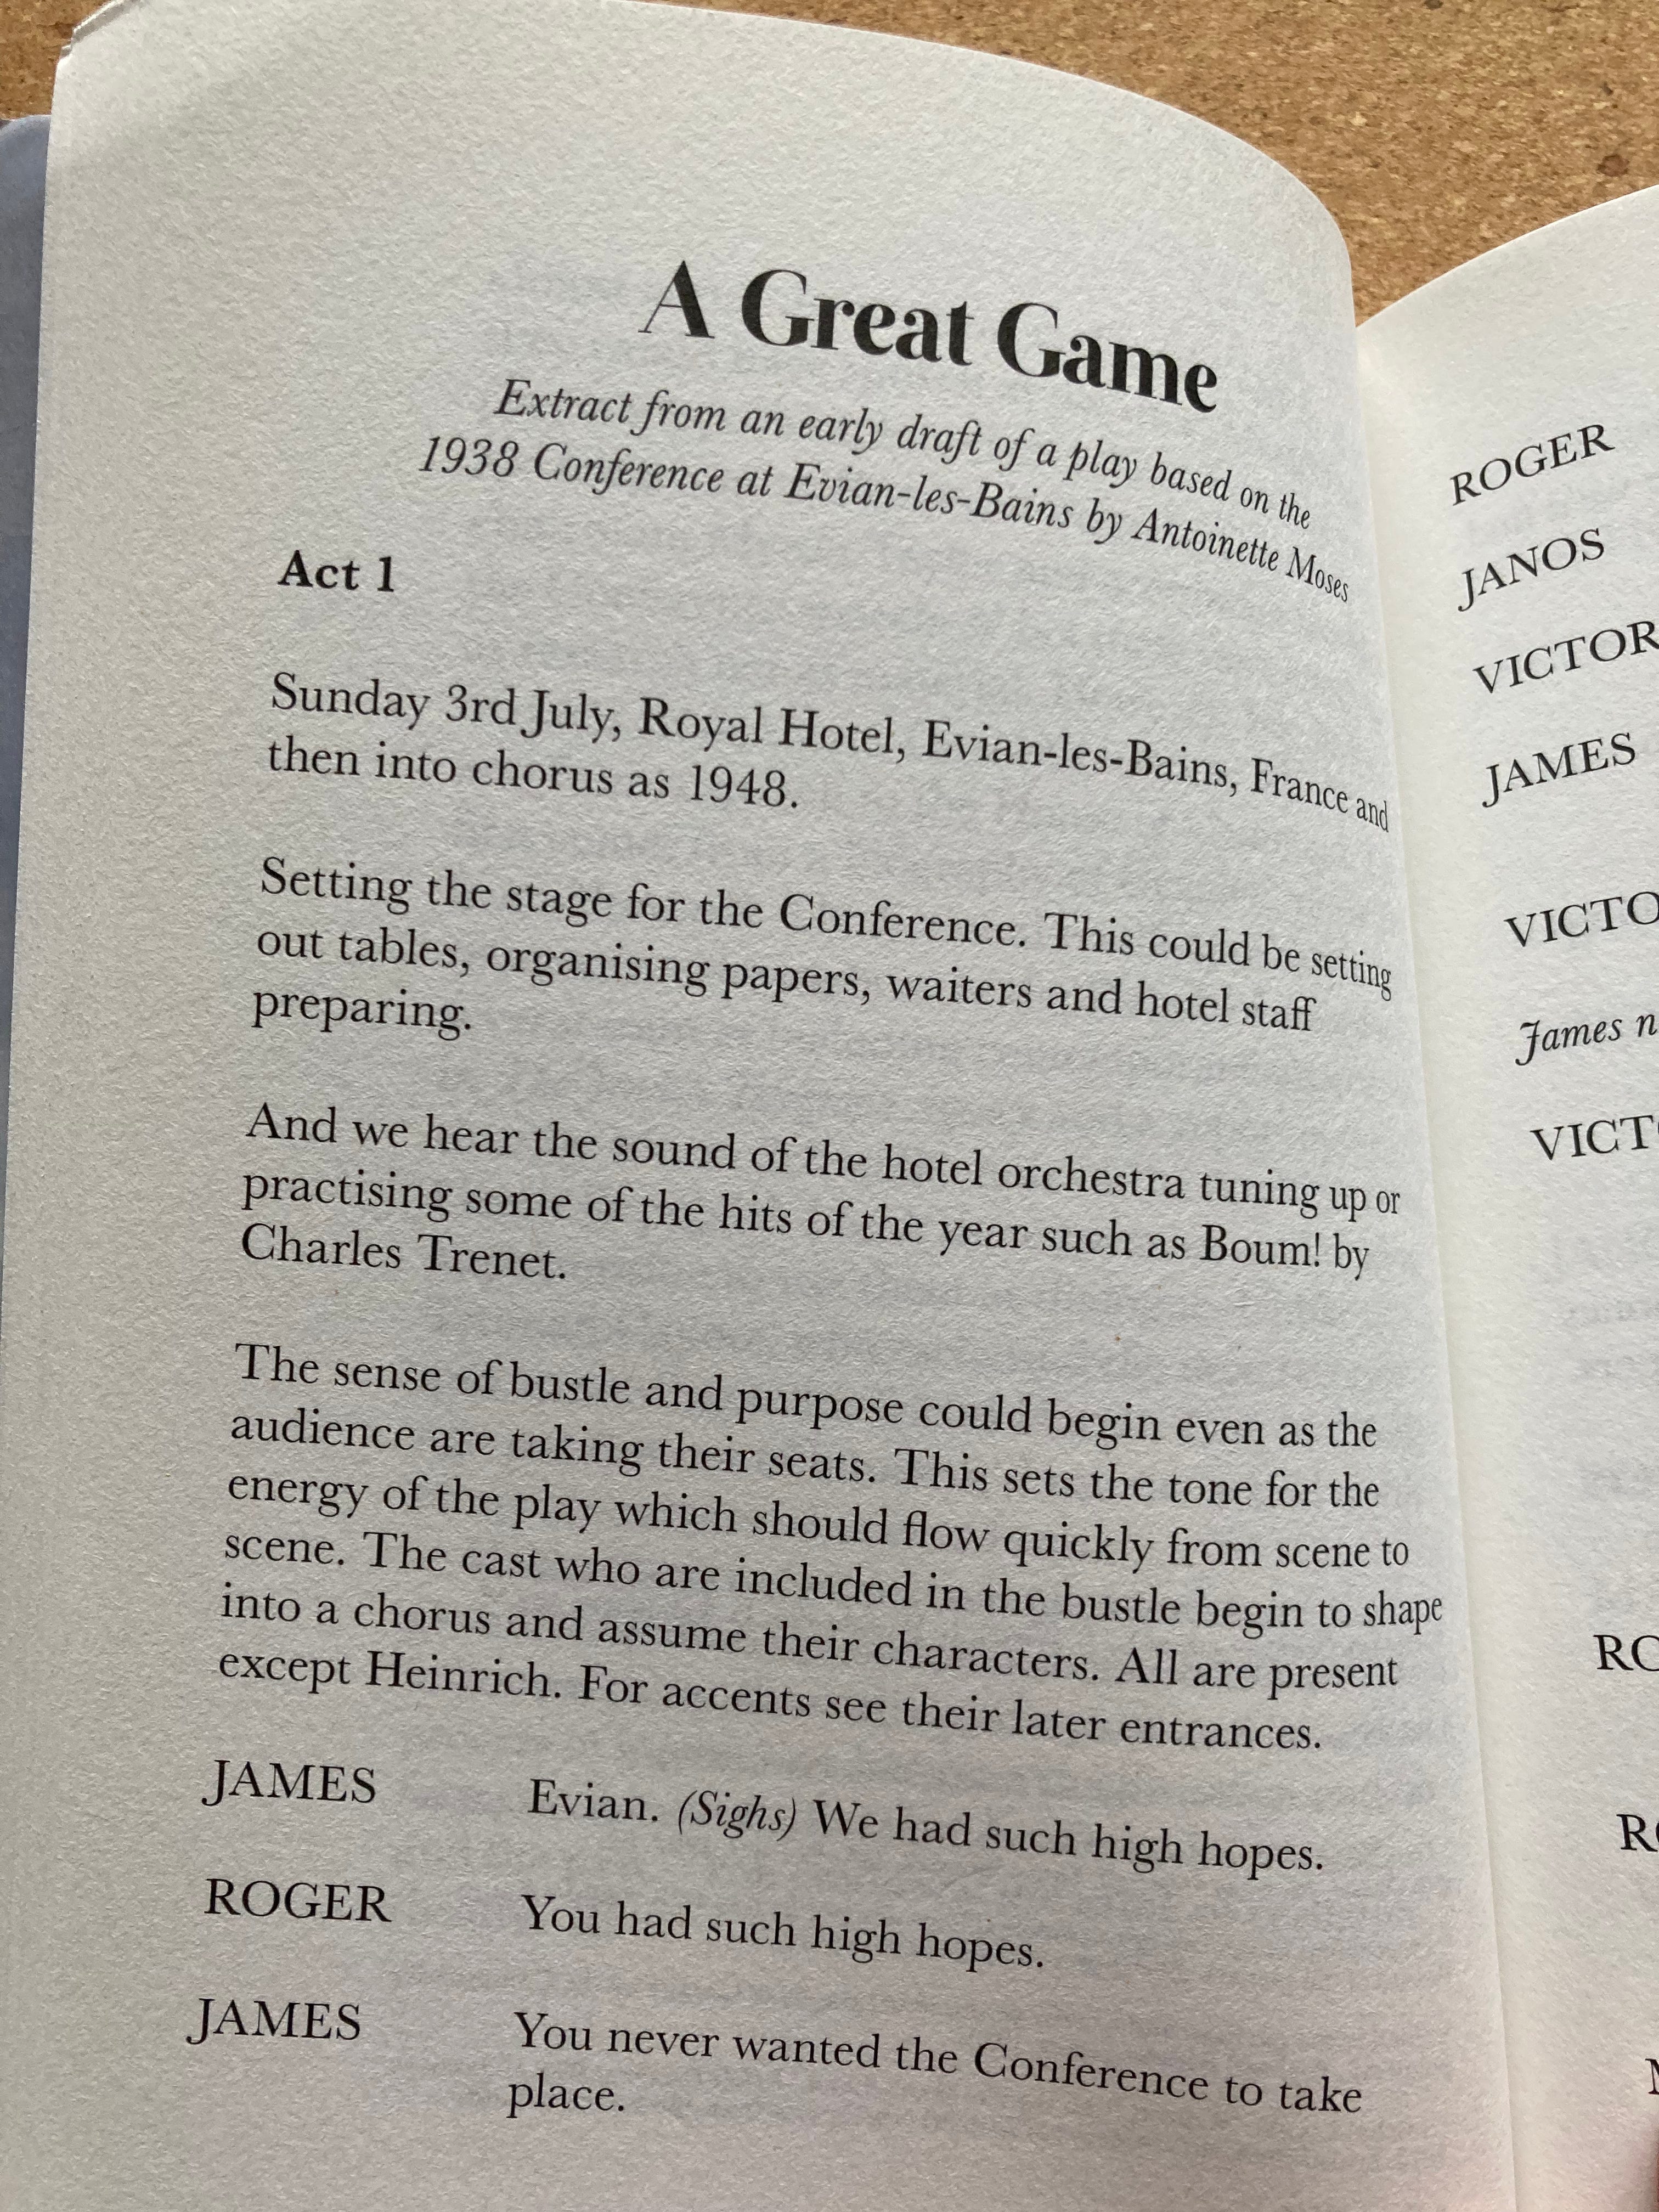 A Great Game
Extract from an early draft of a play based on the
1938 Conference at Evian-les-Bains by Antoinette Moses
Act 1
Sunday 3rd July, Royal Hotel, Evian-les-Bains, France and
then into chorus as 1948.
Setting the stage for the Conference. This could be setting
out tables, organising papers, waiters and hotel staff
preparing.
And we hear the sound of the hotel orchestra tuning up or
practising some of the hits of the year such as Boum! by
Charles Trenet.
The sense of bustle and purpose could begin even as the
audience are taking their seats. This sets the tone for the
energy of the play which should flow quickly from scene to
scene. The cast who are included in the bustle begin to shape
into a chorus and assume their characters. All are present
except Heinrich. For accents see their later entrances.
JAMES Evian. (Sighs) We had such high hopes.
ROGER You had such high hopes.
JAMES You never wanted the Conference to take
place.
ROGER
JANOS
VICTOR
JAMES
James